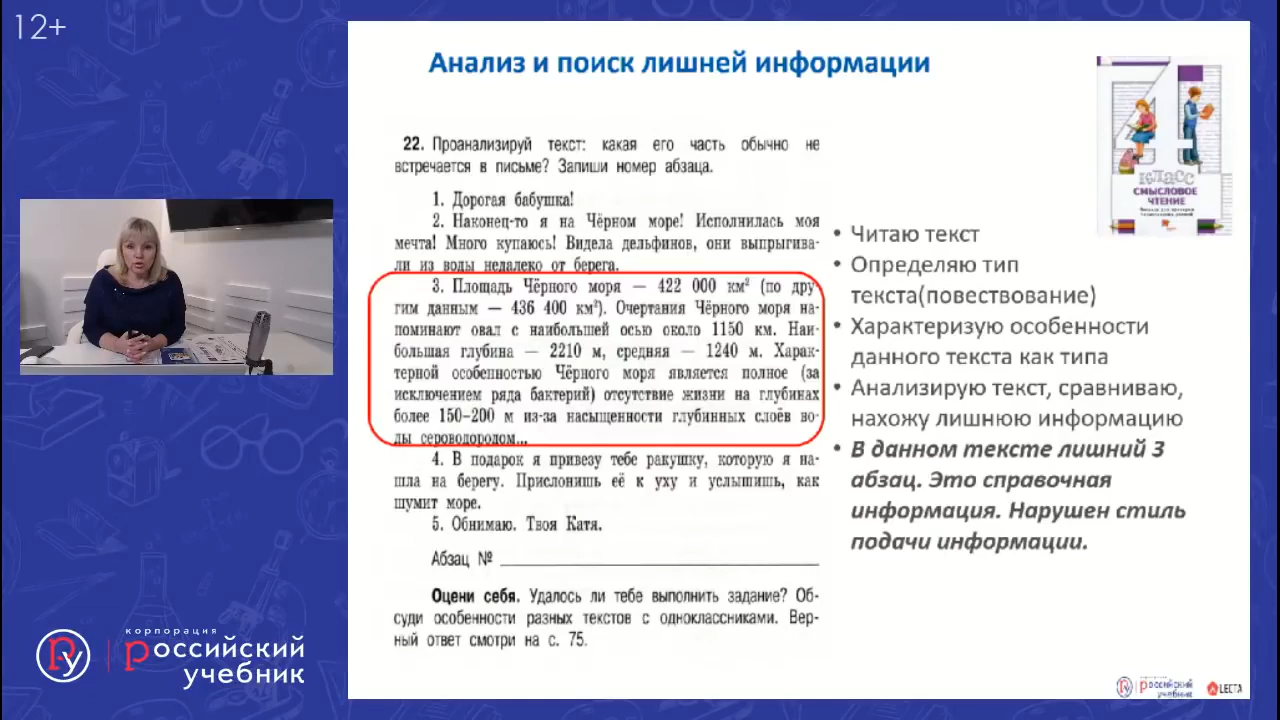 12+
Анализ и поиск лишней информации
22. Проанализируй текст: какая его часть обычно не
встречается в письме? Запиши номер абзаца.
1. Дорогая бабушка!
2. Наконец-то я на Чёрном море! Исполнилась моя
мечта! Много купаюсь! Видела дельфинов, они выпрыгива-
ли из воды недалеко от берега.
3. Площадь Чёрного моря — 422 000 км² (по дру-
гим данным — 436 400 км²). Очертания Чёрного моря на-
поминают овал с наибольшей осью около 1150 км. Наи-
большая глубина — 2210 м, средняя — 1240 м. Харак-
терной особенностью Чёрного моря является полное (за
исключением ряда бактерий) отсутствие жизни на глубинах
более 150–200 м из-за насыщенности глубинных слоёв во-
ды сероводородом...
4. В подарок я привезу тебе ракушку, которую я на-
шла на берегу. Прислонишь её к уху и услышишь, как
шумит море.
5. Обнимаю. Твоя Катя.
Абзац №
Оцени себя. Удалось ли тебе выполнить задание? Об-
суди особенности разных текстов с одноклассниками. Вер-
ный ответ смотри на с. 75.
4
класс
СМЫСЛОВОЕ
ЧТЕНИЕ
• Читаю текст
• Определяю тип
текста(повествование)
• Характеризую особенности
данного текста как типа
• Анализирую текст, сравниваю,
нахожу лишнюю информацию
• В данном тексте лишний 3
абзац. Это справочная
информация. Нарушен стиль
подачи информации.
корпорация
российский
учебник
российский
учебник
LECTA